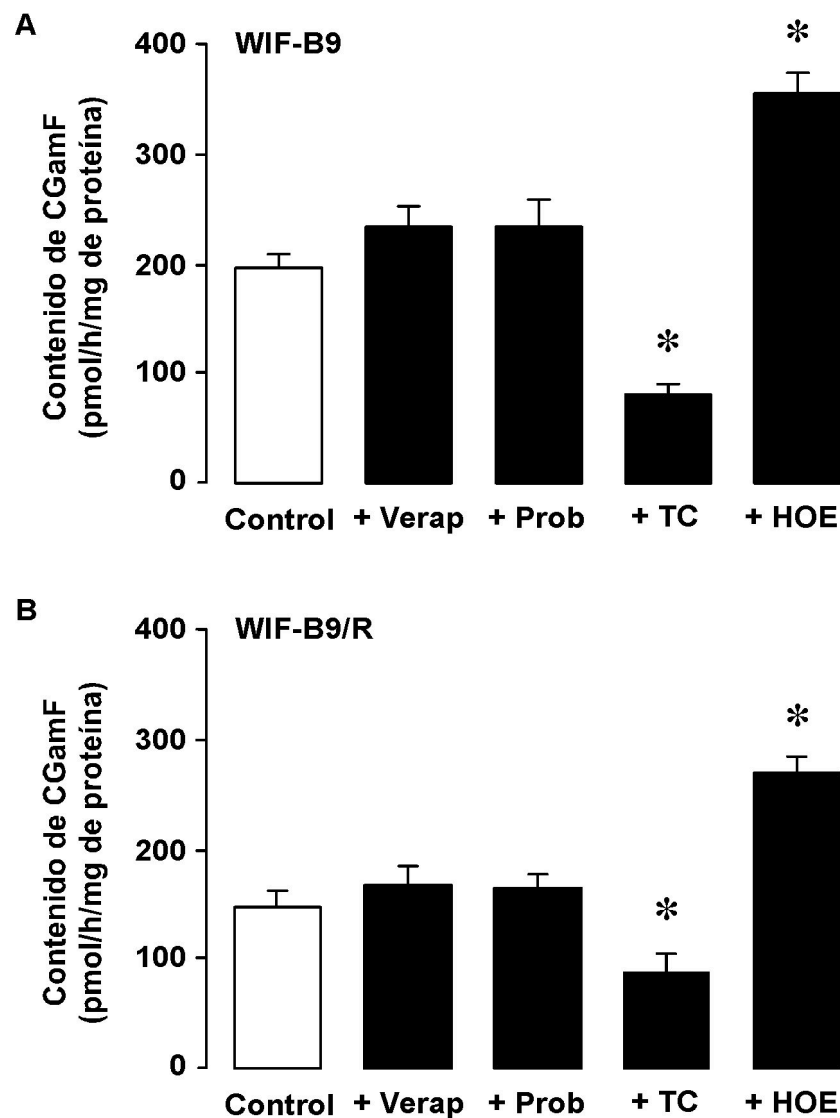 A
WIF-B9
Contenido de CGamF
(pmol/h/mg de proteína)
400
300
200
100
0
*
*
Control + Verap + Prob + TC + HOE
B
WIF-B9/R
Contenido de CGamF
(pmol/h/mg de proteína)
400
300
200
100
0
*
*
Control + Verap + Prob + TC + HOE